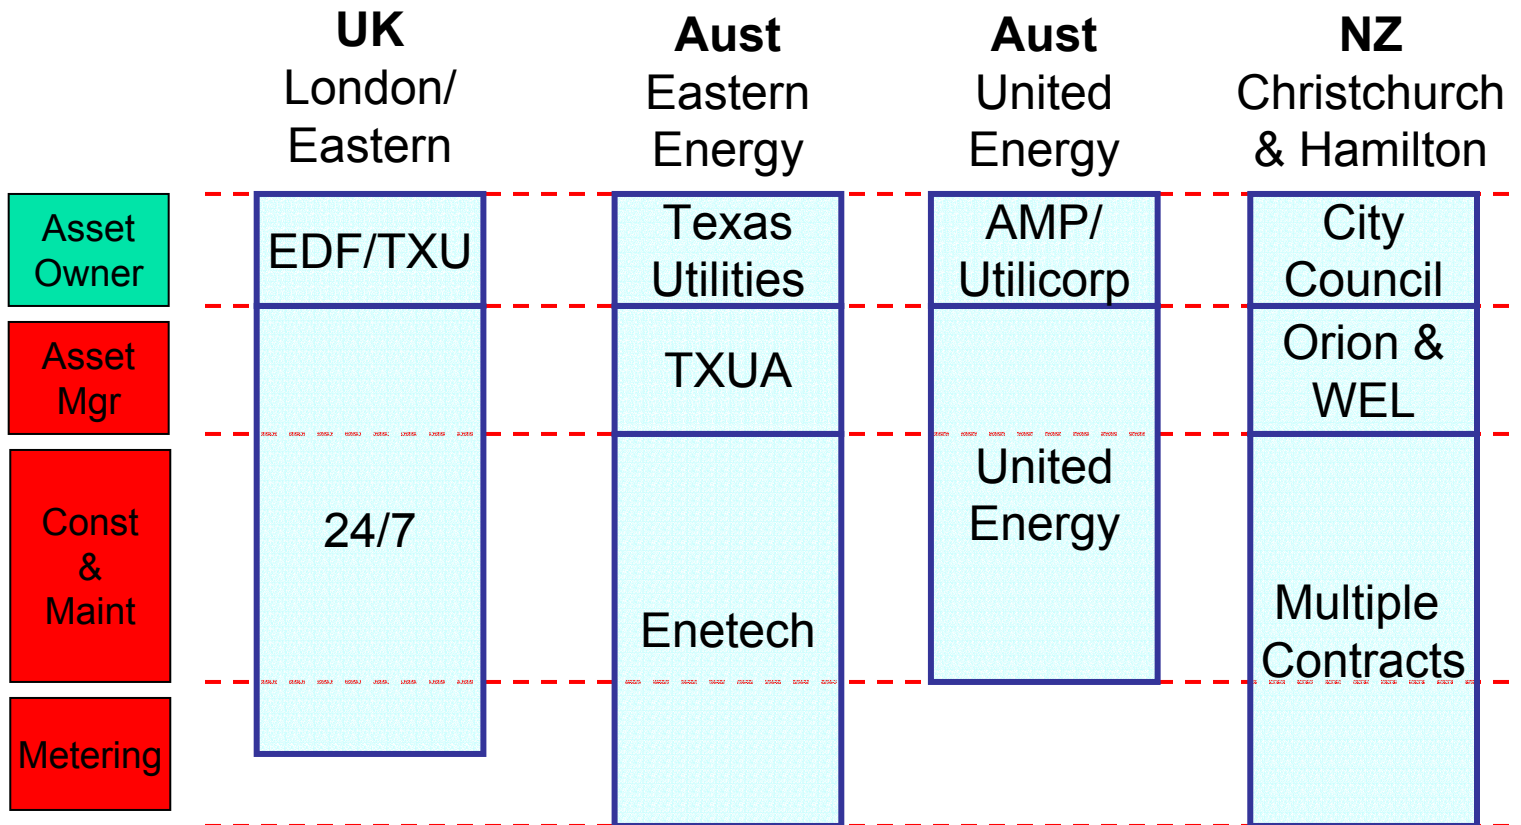 UK
London/
Eastern
Aust
Eastern
Energy
Aust
United
Energy
NZ
Christchurch
& Hamilton
Asset
Owner
EDF/TXU
Texas
Utilities
AMP/
Utilicorp
City
Council
Asset
Mgr
TXUA
Orion &
WEL
Const
&
Maint
24/7
Enetech
United
Energy
Multiple
Contracts
Metering